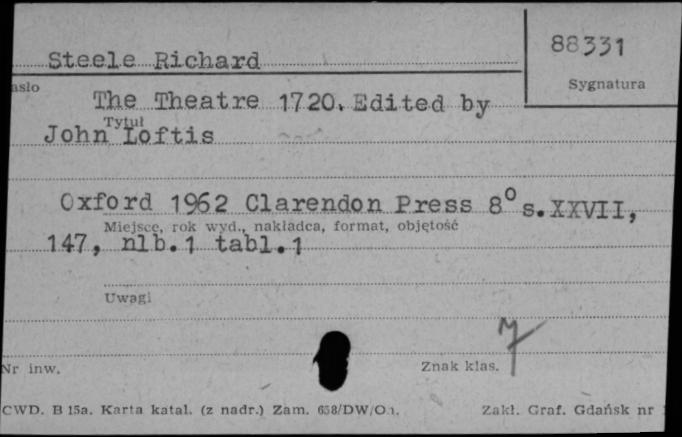 88331
Steele Richard
Sygnatura
asło
The Theatre 1720. Edited by
Tytuł
John Loftis
Oxford 1962 Clarendon Press 8° s.XXVII,
Miejsce, rok wyd., nakładca, format, objętość
147, nlb.1 tabl.1
Uwagi
7
Nr inw.
Znak klas.
CWD. B 15a. Karta katal. (z nadr.) Zam. 658/DW/On.
Zakł. Graf. Gdańsk nr